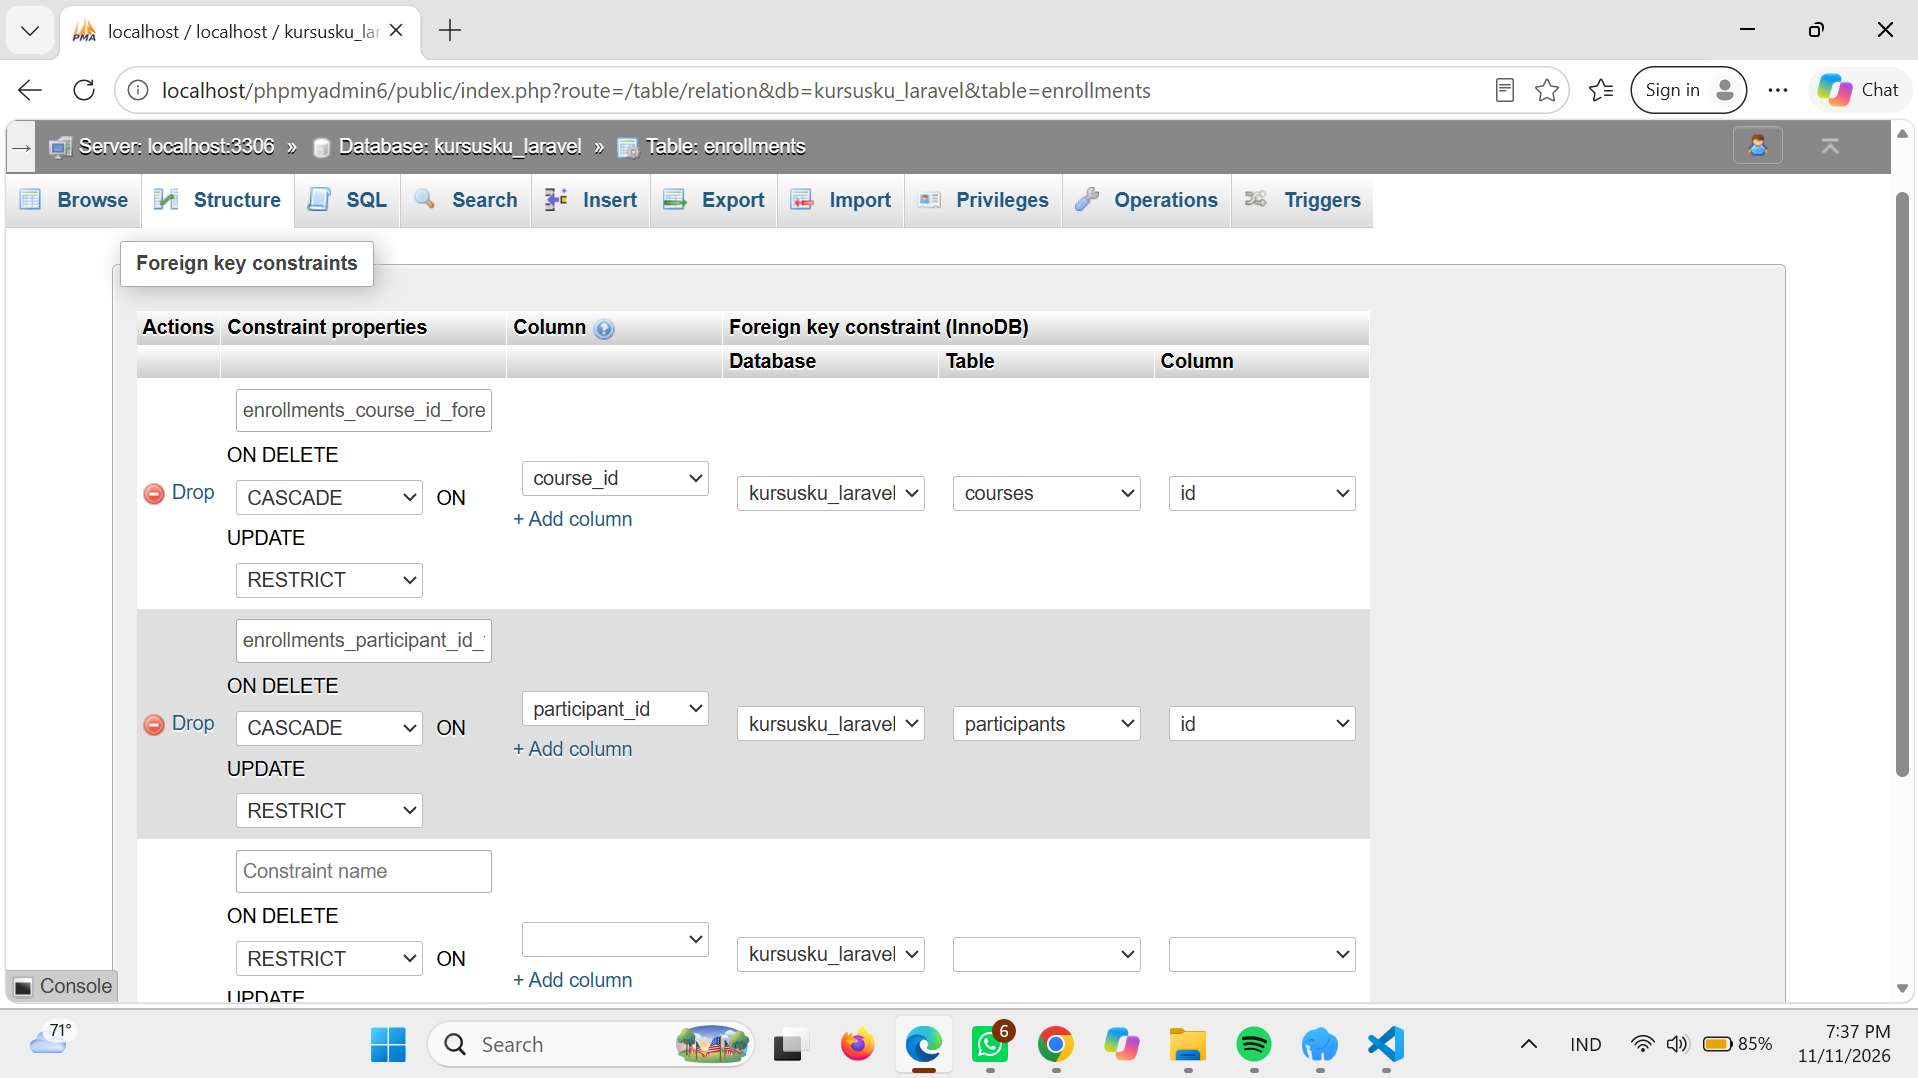 localhost / localhost / kursusku_lar
localhost/phpmyadmin6/public/index.php?route=/table/relation&db=kursusku_laravel&table=enrollments
Sign in
Chat
Server: localhost:3306 » Database: kursusku_laravel » Table: enrollments
Browse Structure SQL Search Insert Export Import Privileges Operations Triggers
Foreign key constraints
Actions Constraint properties Column Foreign key constraint (InnoDB)
Database Table Column
enrollments_course_id_fore
ON DELETE
Drop CASCADE ON
course_id
+ Add column
kursusku_laravel courses id
UPDATE
RESTRICT
enrollments_participant_id_
ON DELETE
Drop CASCADE ON
participant_id
+ Add column
kursusku_laravel participants id
UPDATE
RESTRICT
Constraint name
ON DELETE
RESTRICT ON
+ Add column
kursusku_laravel
UPDATE
Console
71°
Search
6
IND
85%
7:37 PM
11/11/2026